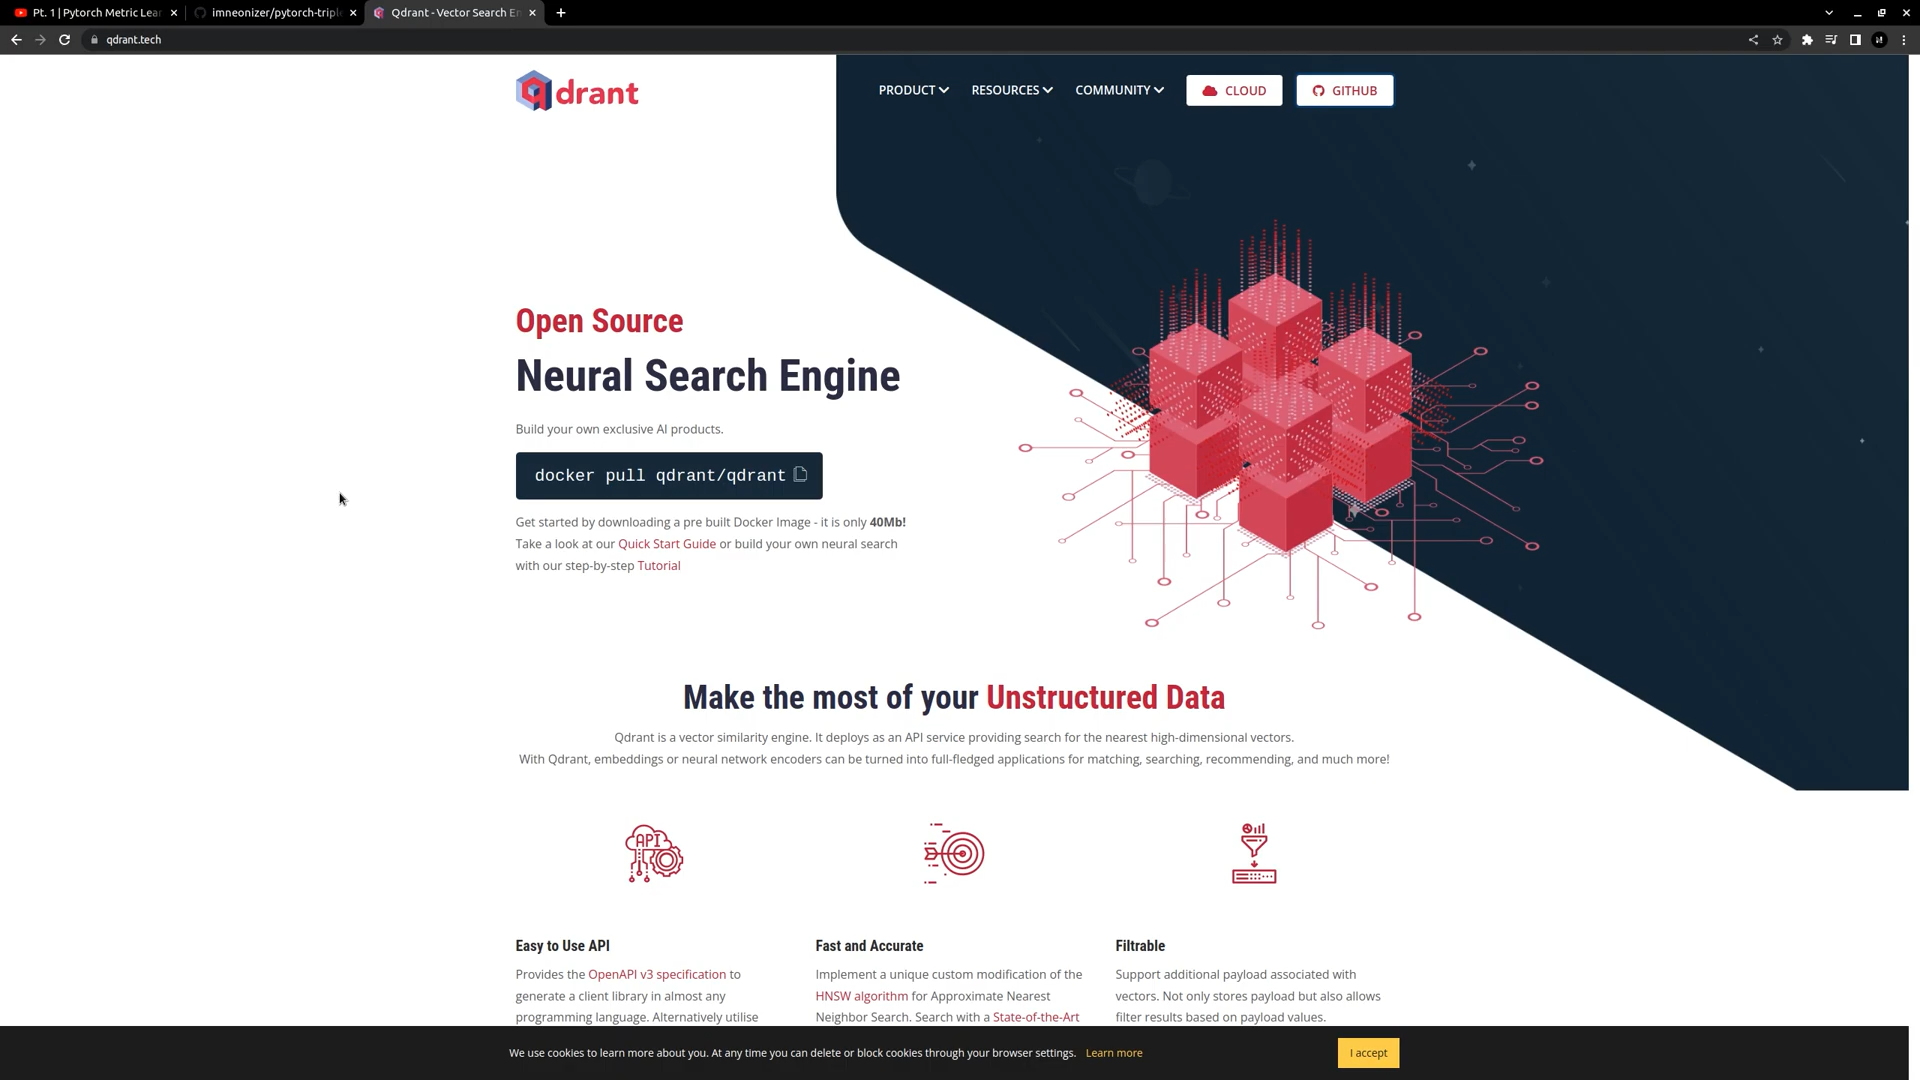 Pt. 1 | Pytorch Metric Lear
imneonizer/pytorch-triple
Qdrant - Vector Search En
qdrant.tech
qdrant
PRODUCT
RESOURCES
COMMUNITY
CLOUD
GITHUB
Open Source
Neural Search Engine
Build your own exclusive AI products.
docker pull qdrant/qdrant
Get started by downloading a pre built Docker Image - it is only 40Mb!
Take a look at our Quick Start Guide or build your own neural search
with our step-by-step Tutorial
Make the most of your Unstructured Data
Qdrant is a vector similarity engine. It deploys as an API service providing search for the nearest high-dimensional vectors.
With Qdrant, embeddings or neural network encoders can be turned into full-fledged applications for matching, searching, recommending, and much more!
API
Easy to Use API
Provides the OpenAPI v3 specification to
generate a client library in almost any
programming language. Alternatively utilise
Fast and Accurate
Implement a unique custom modification of the
HNSW algorithm for Approximate Nearest
Neighbor Search. Search with a State-of-the-Art
Filtrable
Support additional payload associated with
vectors. Not only stores payload but also allows
filter results based on payload values.
We use cookies to learn more about you. At any time you can delete or block cookies through your browser settings. Learn more
I accept